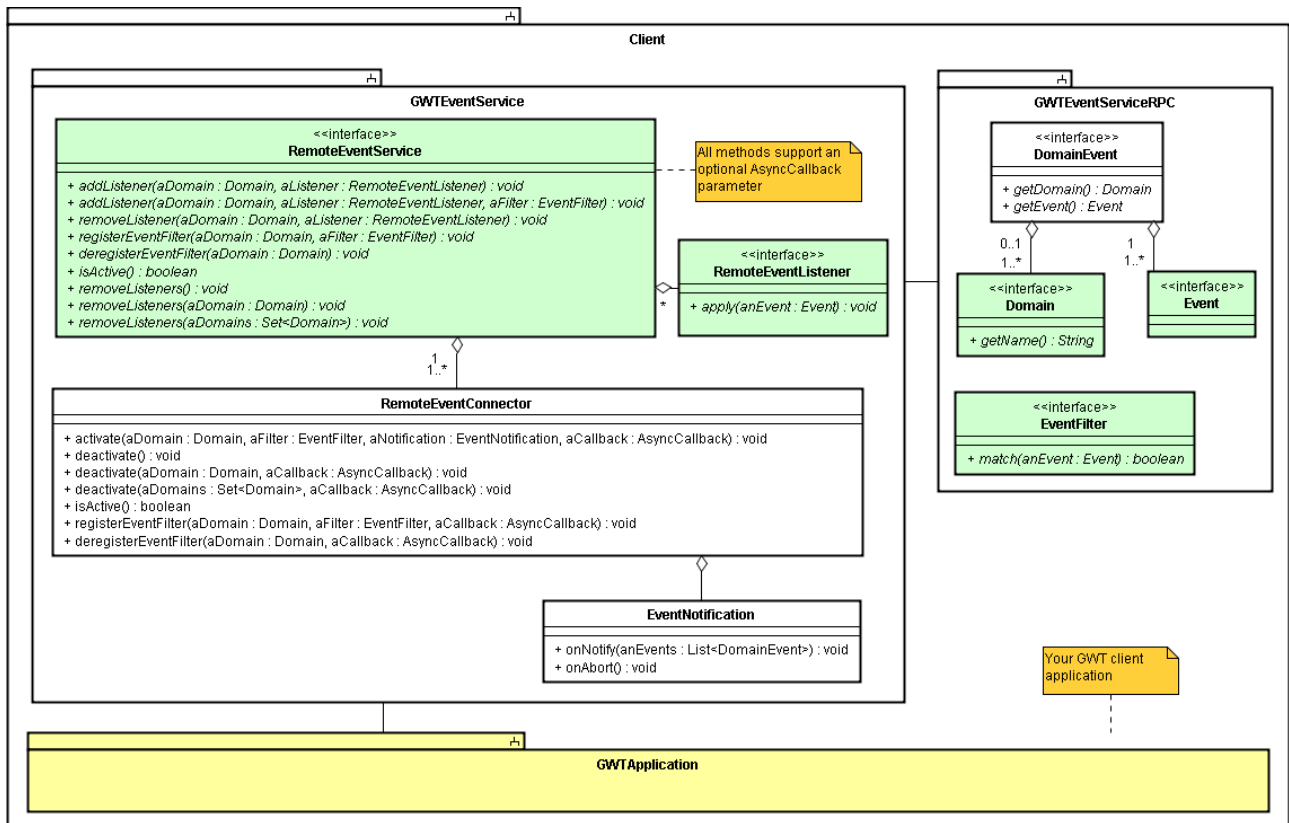 Client
GWTEventService
<<interface>>
RemoteEventService
+ addListener(aDomain : Domain, aListener : RemoteEventListener) : void
+ addListener(aDomain : Domain, aListener : RemoteEventListener, aFilter : EventFilter) : void
+ removeListener(aDomain : Domain, aListener : RemoteEventListener) : void
+ registerEventFilter(aDomain : Domain, aFilter : EventFilter) : void
+ deregisterEventFilter(aDomain : Domain) : void
+ isActive() : boolean
+ removeListeners() : void
+ removeListeners(aDomain : Domain) : void
+ removeListeners(aDomains : Set<Domain>) : void
All methods support an
optional AsyncCallback
parameter
*
<<interface>>
RemoteEventListener
+ apply(anEvent : Event) : void
1
1..*
RemoteEventConnector
+ activate(aDomain : Domain, aFilter : EventFilter, aNotification : EventNotification, aCallback : AsyncCallback) : void
+ deactivate() : void
+ deactivate(aDomain : Domain, aCallback : AsyncCallback) : void
+ deactivate(aDomains : Set<Domain>, aCallback : AsyncCallback) : void
+ isActive() : boolean
+ registerEventFilter(aDomain : Domain, aFilter : EventFilter, aCallback : AsyncCallback) : void
+ deregisterEventFilter(aDomain : Domain, aCallback : AsyncCallback) : void
EventNotification
+ onNotify(anEvents : List<DomainEvent>) : void
+ onAbort() : void
GWTEventServiceRPC
<<interface>>
DomainEvent
+ getDomain() : Domain
+ getEvent() : Event
0..1
1..*
1
1..*
<<interface>>
Domain
+ getName() : String
<<interface>>
Event
<<interface>>
EventFilter
+ match(anEvent : Event) : boolean
Your GWT client
application
GWTApplication